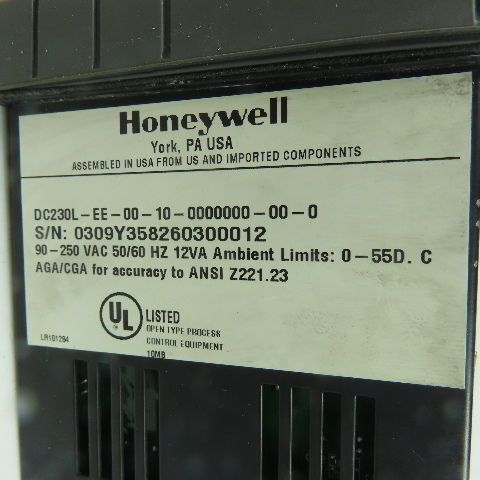 Honeywell
York, PA USA
ASSEMBLED IN USA FROM US AND IMPORTED COMPONENTS
DC230L-EE-00-10-0000000-00-0
S/N: 0309Y358260300012
90-250 VAC 50/60 HZ 12VA Ambient Limits: 0-55D. C
AGA/CGA for accuracy to ANSI Z221.23
UL LISTED
OPEN TYPE PROCESS
CONTROL EQUIPMENT
10MB
LR101264